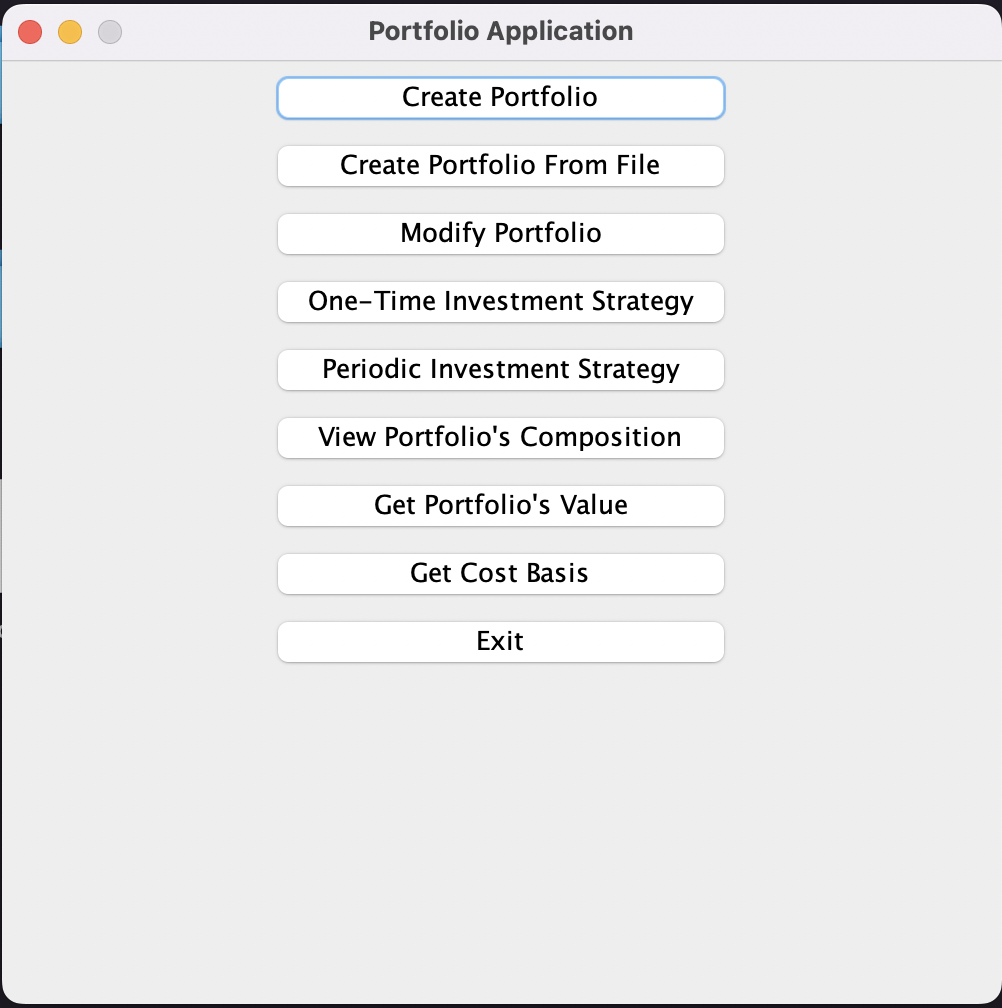 Portfolio Application
Create Portfolio
Create Portfolio From File
Modify Portfolio
One-Time Investment Strategy
Periodic Investment Strategy
View Portfolio's Composition
Get Portfolio's Value
Get Cost Basis
Exit